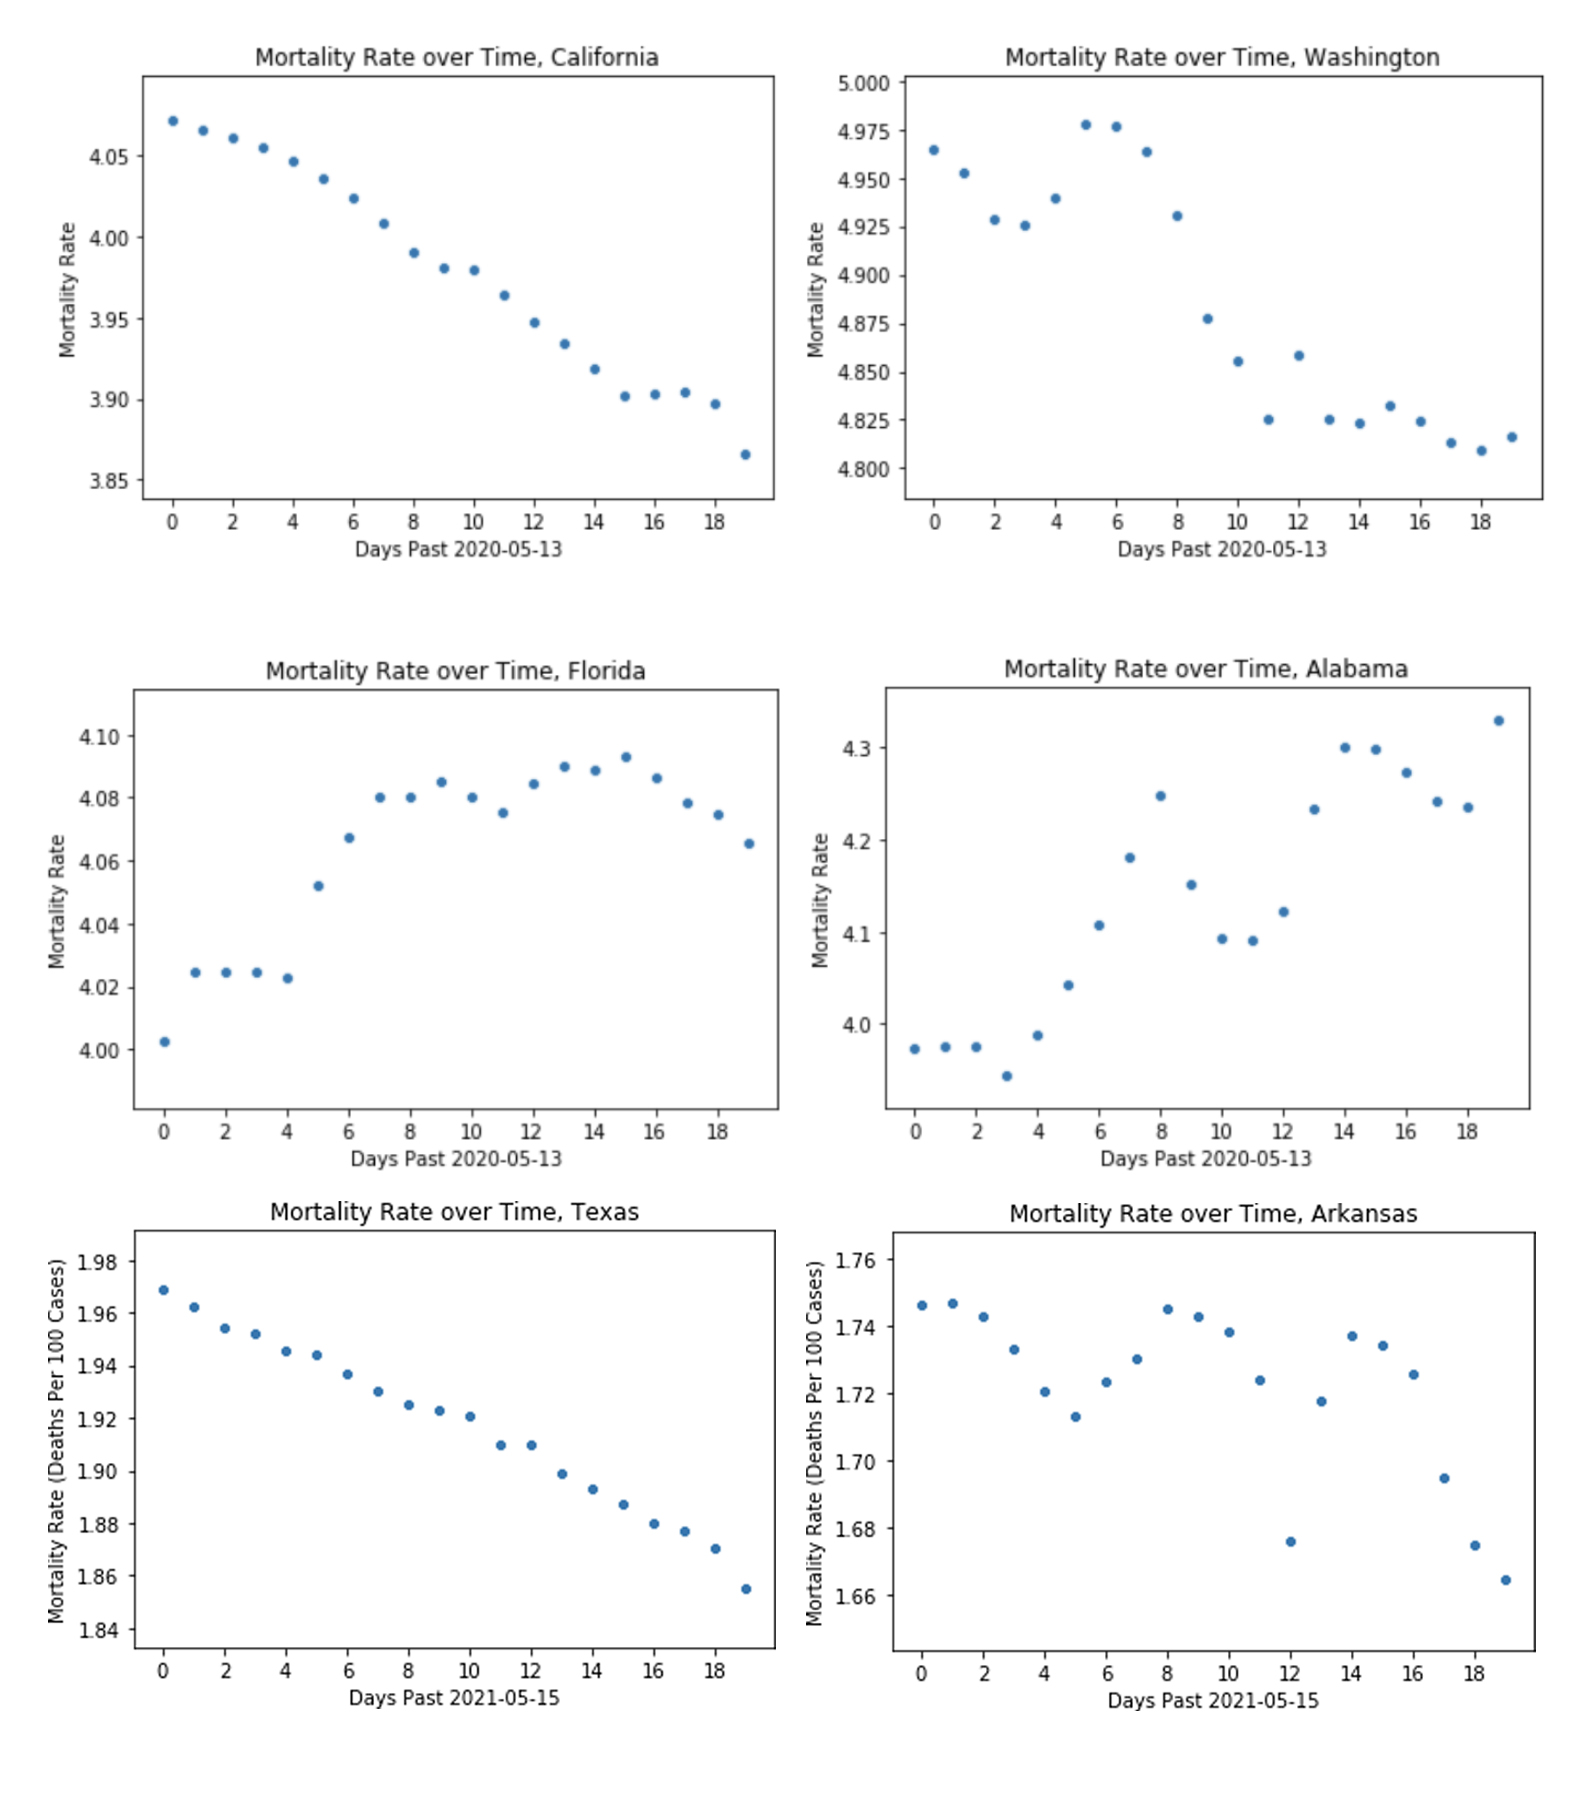 Mortality Rate over Time, California
Mortality Rate
4.05
4.00
3.95
3.90
3.85
0 2 4 6 8 10 12 14 16 18
Days Past 2020-05-13
Mortality Rate over Time, Washington
Mortality Rate
5.000
4.975
4.950
4.925
4.900
4.875
4.850
4.825
4.800
0 2 4 6 8 10 12 14 16 18
Days Past 2020-05-13
Mortality Rate over Time, Florida
Mortality Rate
4.10
4.08
4.06
4.04
4.02
4.00
0 2 4 6 8 10 12 14 16 18
Days Past 2020-05-13
Mortality Rate over Time, Alabama
Mortality Rate
4.3
4.2
4.1
4.0
0 2 4 6 8 10 12 14 16 18
Days Past 2020-05-13
Mortality Rate over Time, Texas
Mortality Rate (Deaths Per 100 Cases)
1.98
1.96
1.94
1.92
1.90
1.88
1.86
1.84
0 2 4 6 8 10 12 14 16 18
Days Past 2021-05-15
Mortality Rate over Time, Arkansas
Mortality Rate (Deaths Per 100 Cases)
1.76
1.74
1.72
1.70
1.68
1.66
0 2 4 6 8 10 12 14 16 18
Days Past 2021-05-15